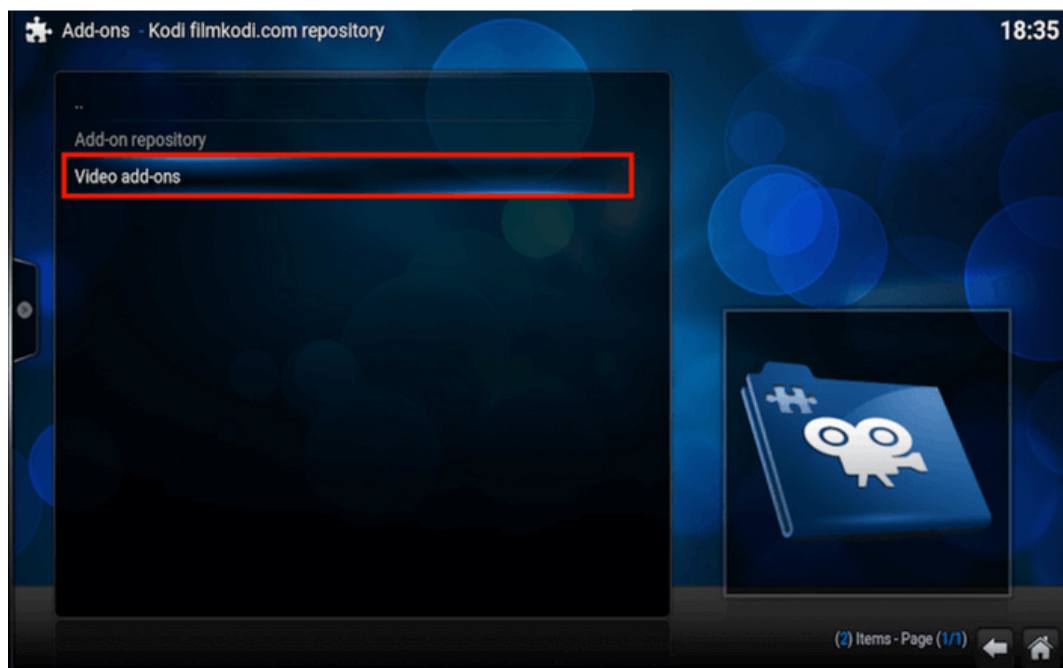 Add-ons - Kodi filmkodi.com repository
18:35
..
Add-on repository
Video add-ons
(2) Items - Page (1/1)